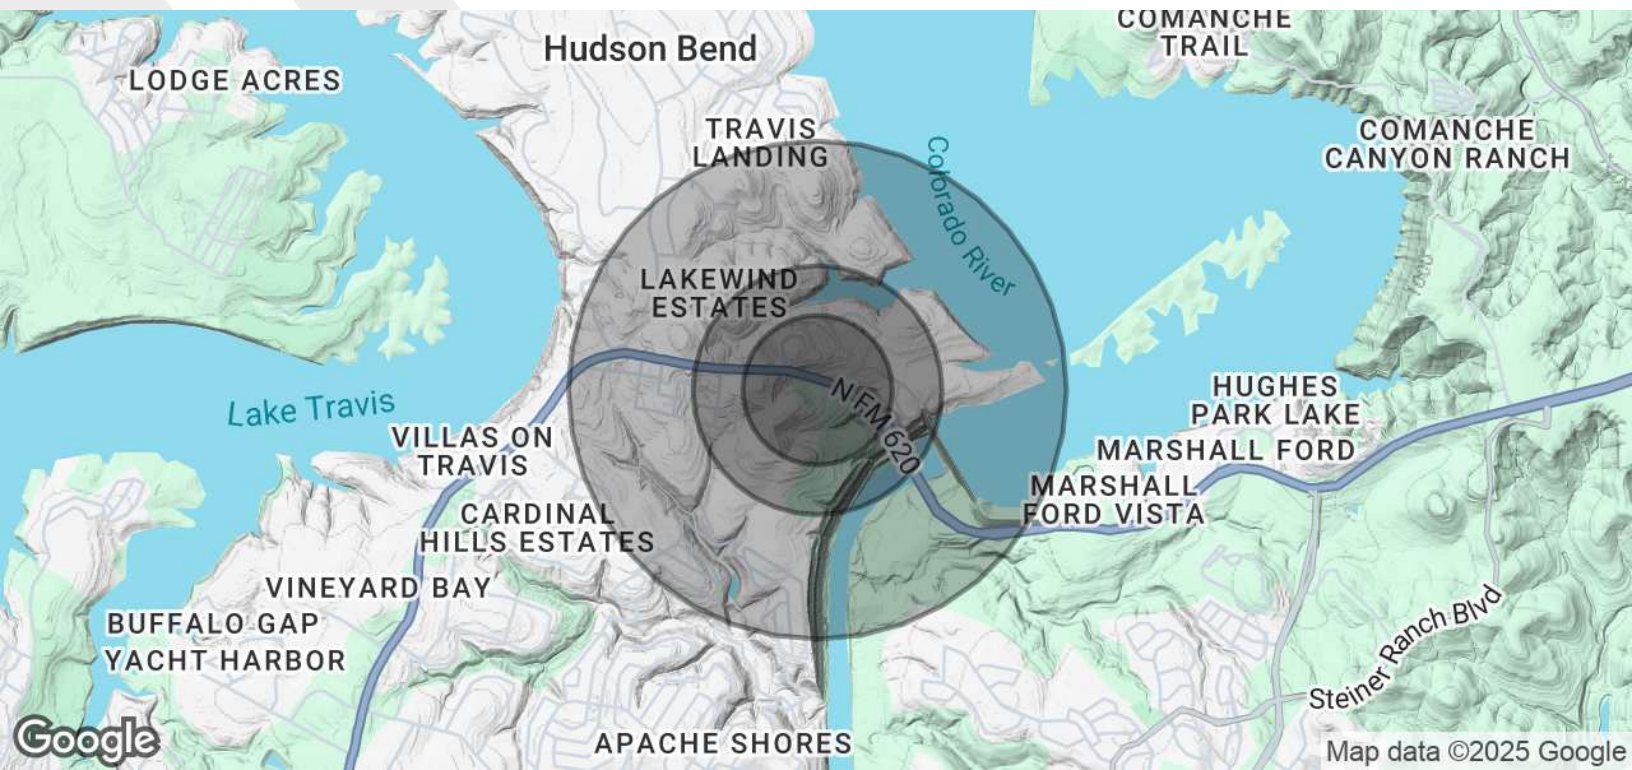 COMANCHE
TRAIL
Hudson Bend
LODGE ACRES
TRAVIS
LANDING
COMANCHE
CANYON RANCH
Colorado River
LAKEWIND
ESTATES
N FM 620
HUGHES
PARK LAKE
Lake Travis
VILLAS ON
TRAVIS
MARSHALL FORD
MARSHALL
FORD VISTA
CARDINAL
HILLS ESTATES
VINEYARD BAY
BUFFALO GAP
YACHT HARBOR
Steiner Ranch Blvd
Google
APACHE SHORES
Map data ©2025 Google